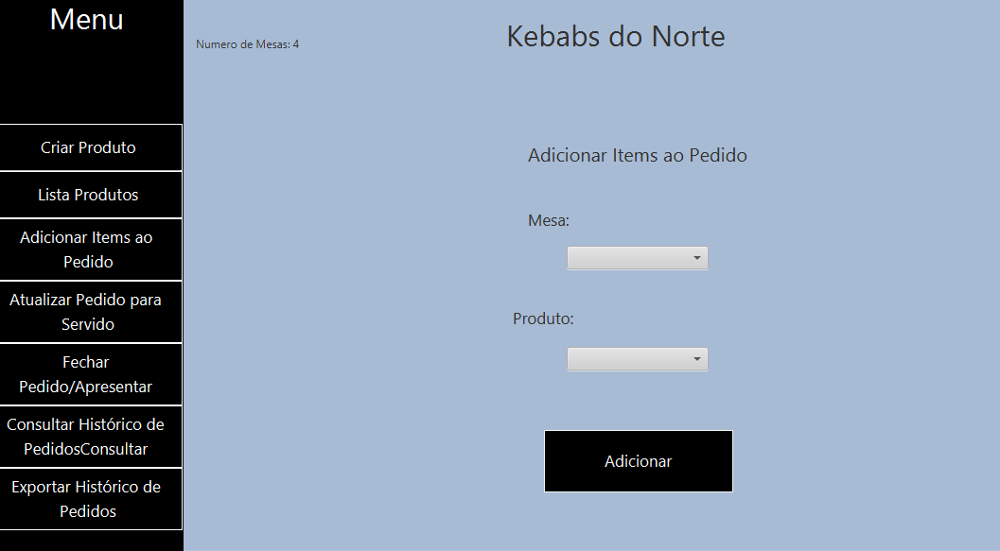 Menu
Criar Produto
Lista Produtos
Adicionar Items ao
Pedido
Atualizar Pedido para
Servido
Fechar
Pedido/Apresentar
Consultar Histórico de
PedidosConsultar
Exportar Histórico de
Pedidos
Numero de Mesas: 4
Kebabs do Norte
Adicionar Items ao Pedido
Mesa:
Produto:
Adicionar